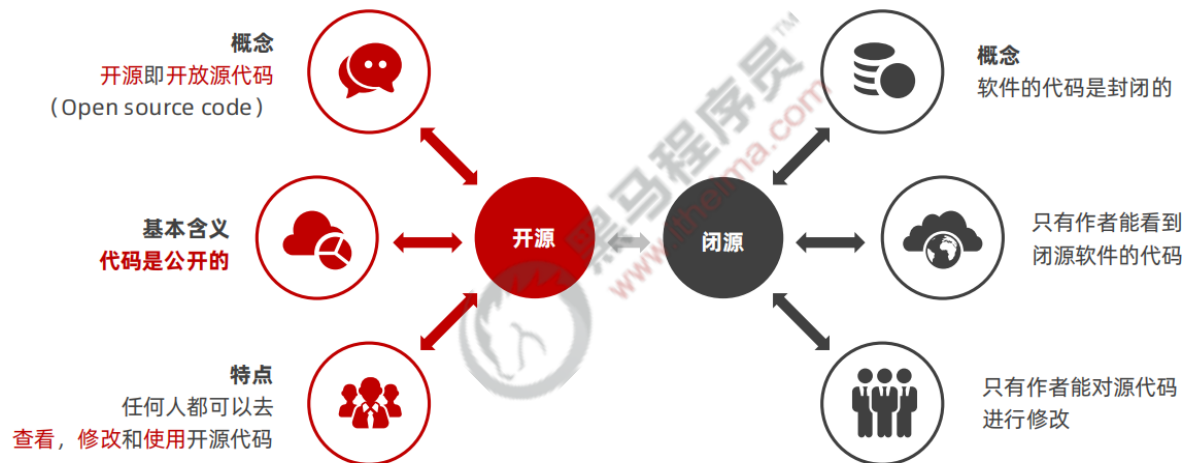 概念
开源即开放源代码
（Open source code）
基本含义
代码是公开的
特点
任何人都可以去
查看，修改和使用开源代码
开源
闭源
概念
软件的代码是封闭的
只有作者能看到
闭源软件的代码
只有作者能对源代码
进行修改
黑马程序员™
www.itheima.com